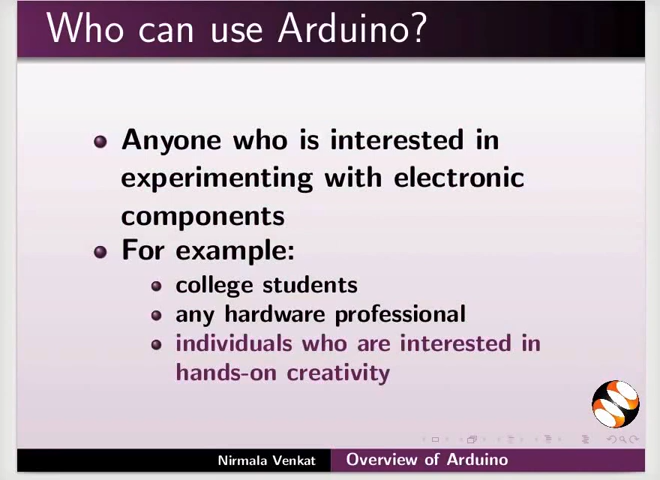 Who can use Arduino?
Anyone who is interested in
experimenting with electronic
components
For example:
college students
any hardware professional
individuals who are interested in
hands-on creativity
Nirmala Venkat
Overview of Arduino